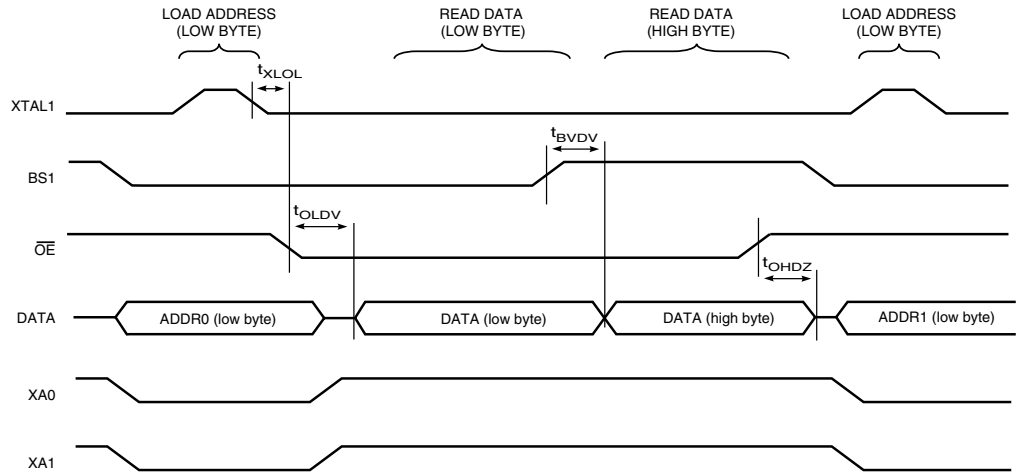 LOAD ADDRESS
(LOW BYTE)
READ DATA
(LOW BYTE)
READ DATA
(HIGH BYTE)
LOAD ADDRESS
(LOW BYTE)
tXLOL
XTAL1
tBVDV
BS1
tOLDV
OE
tOHDZ
DATA
ADDR0 (low byte)
DATA (low byte)
DATA (high byte)
ADDR1 (low byte)
XA0
XA1